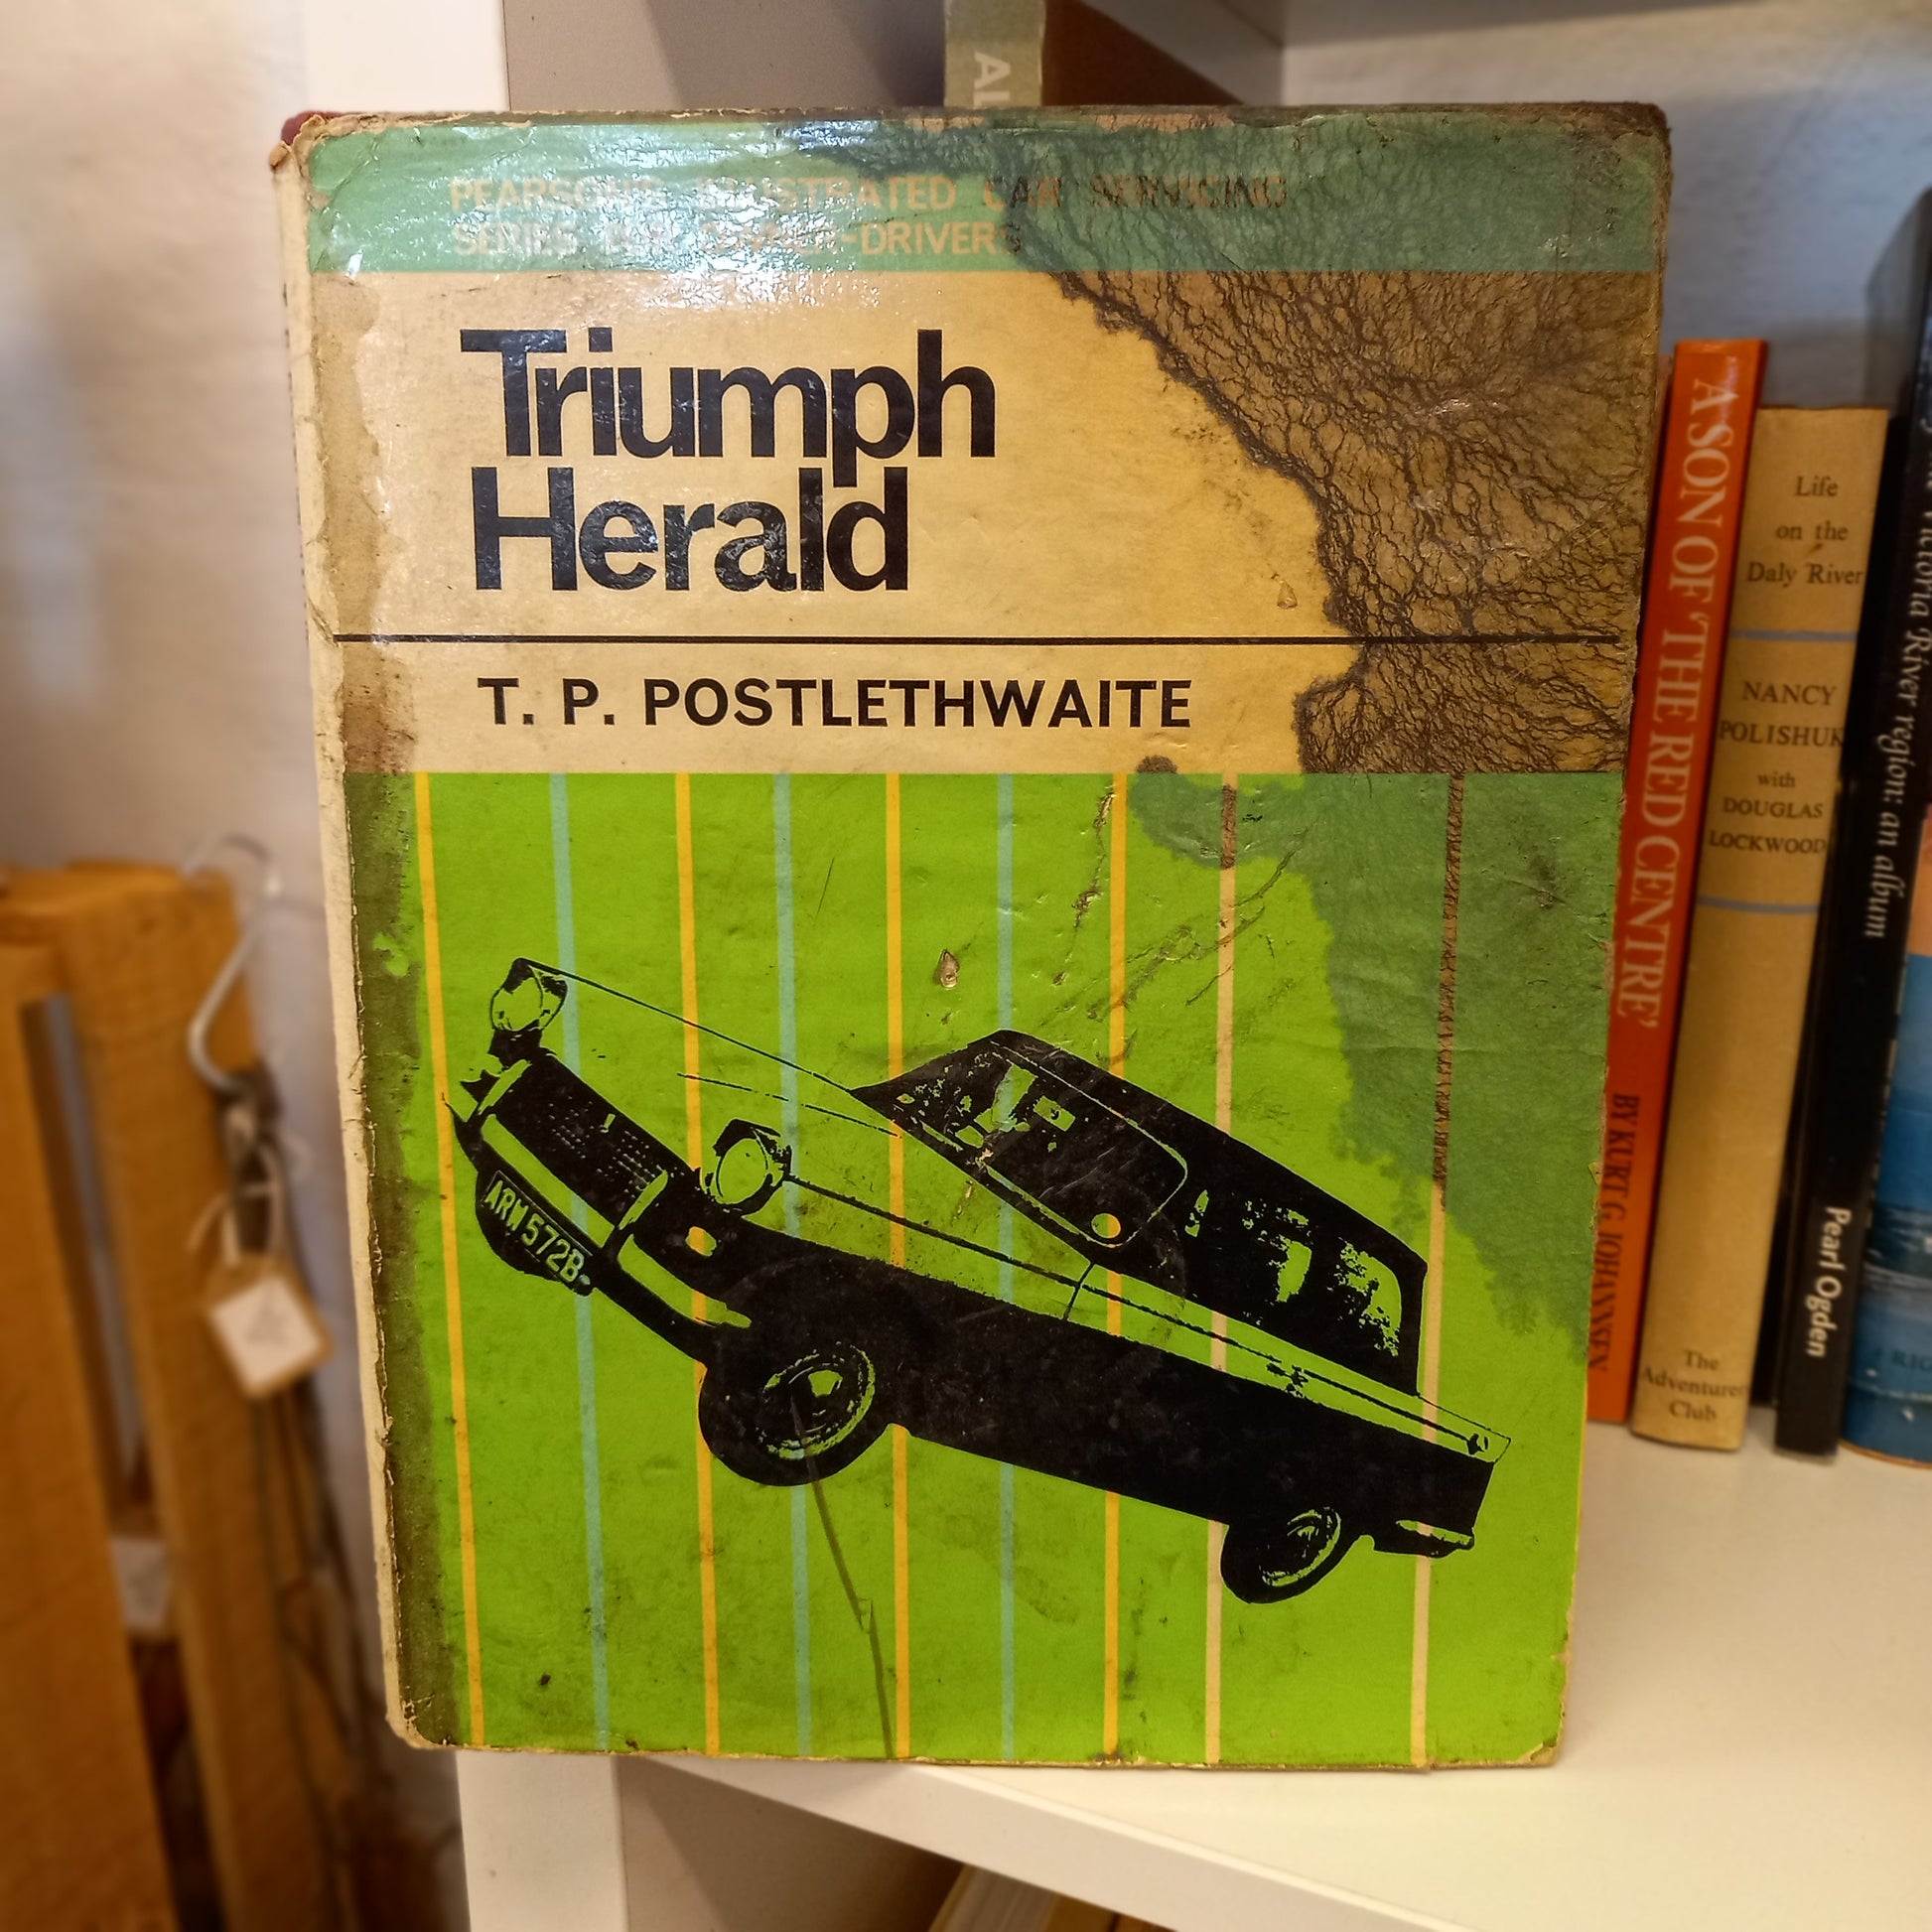 AL
PEARSON'S ILLUSTRATED CAR SERVICING
SERIES FOR OWNER-DRIVERS
Triumph
Herald
T. P. POSTLETHWAITE
ARM 572B
'A SON OF 'THE RED CENTRE'
BY KURT G JOHANNSEN
Life
on the
Daly River
NANCY
POLISHUK
with
DOUGLAS
LOCKWOOD
The
Adventurers
Club
Victoria River region: an album
Pearl Ogden